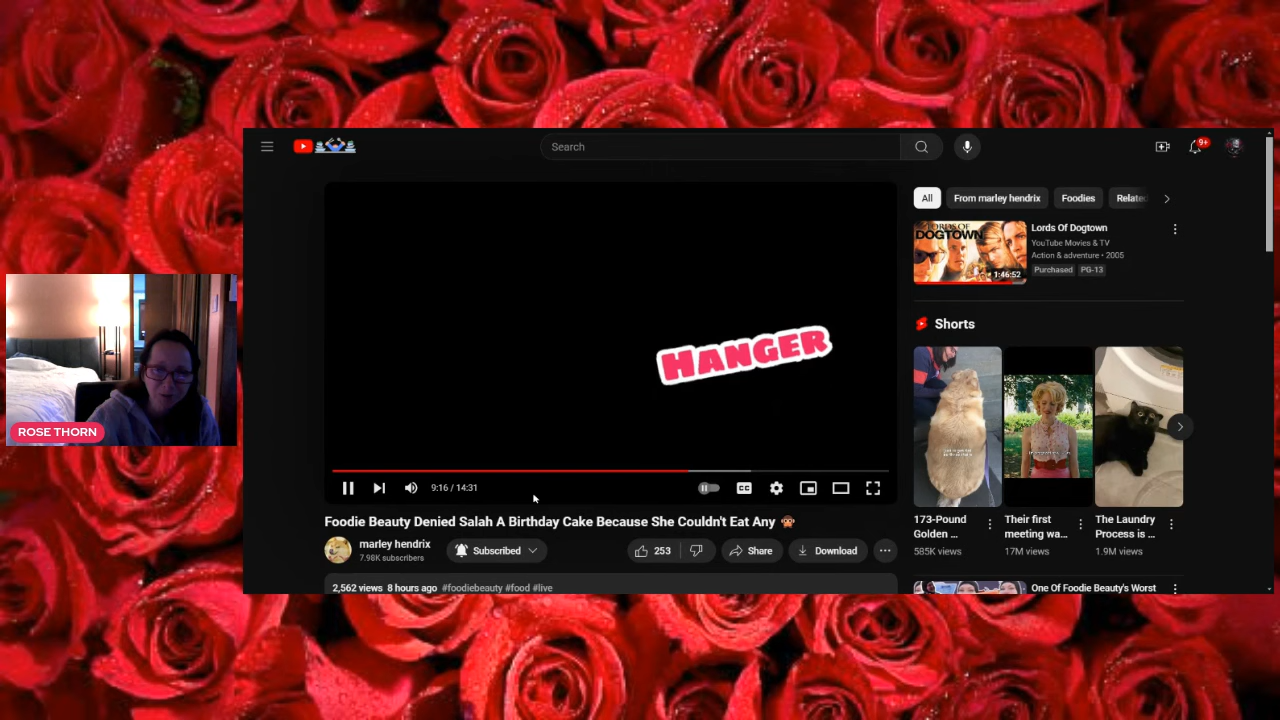 Search
9+
All
From marley hendrix
Foodies
Relate
LORDS OF
DOGTOWN
1:46:52
Lords Of Dogtown
YouTube Movies & TV
Action & adventure • 2005
Purchased
PG-13
HANGER
Shorts
ROSE THORN
9:16 / 14:31
CC
Foodie Beauty Denied Salah A Birthday Cake Because She Couldn't Eat Any 🙊
marley hendrix
7.98K subscribers
Subscribed
253
Share
Download
2,562 views 8 hours ago #foodiebeauty #food #live
173-Pound
Golden ...
585K views
Their first
meeting wa...
17M views
The Laundry
Process is ...
1.9M views
One Of Foodie Beauty's Worst